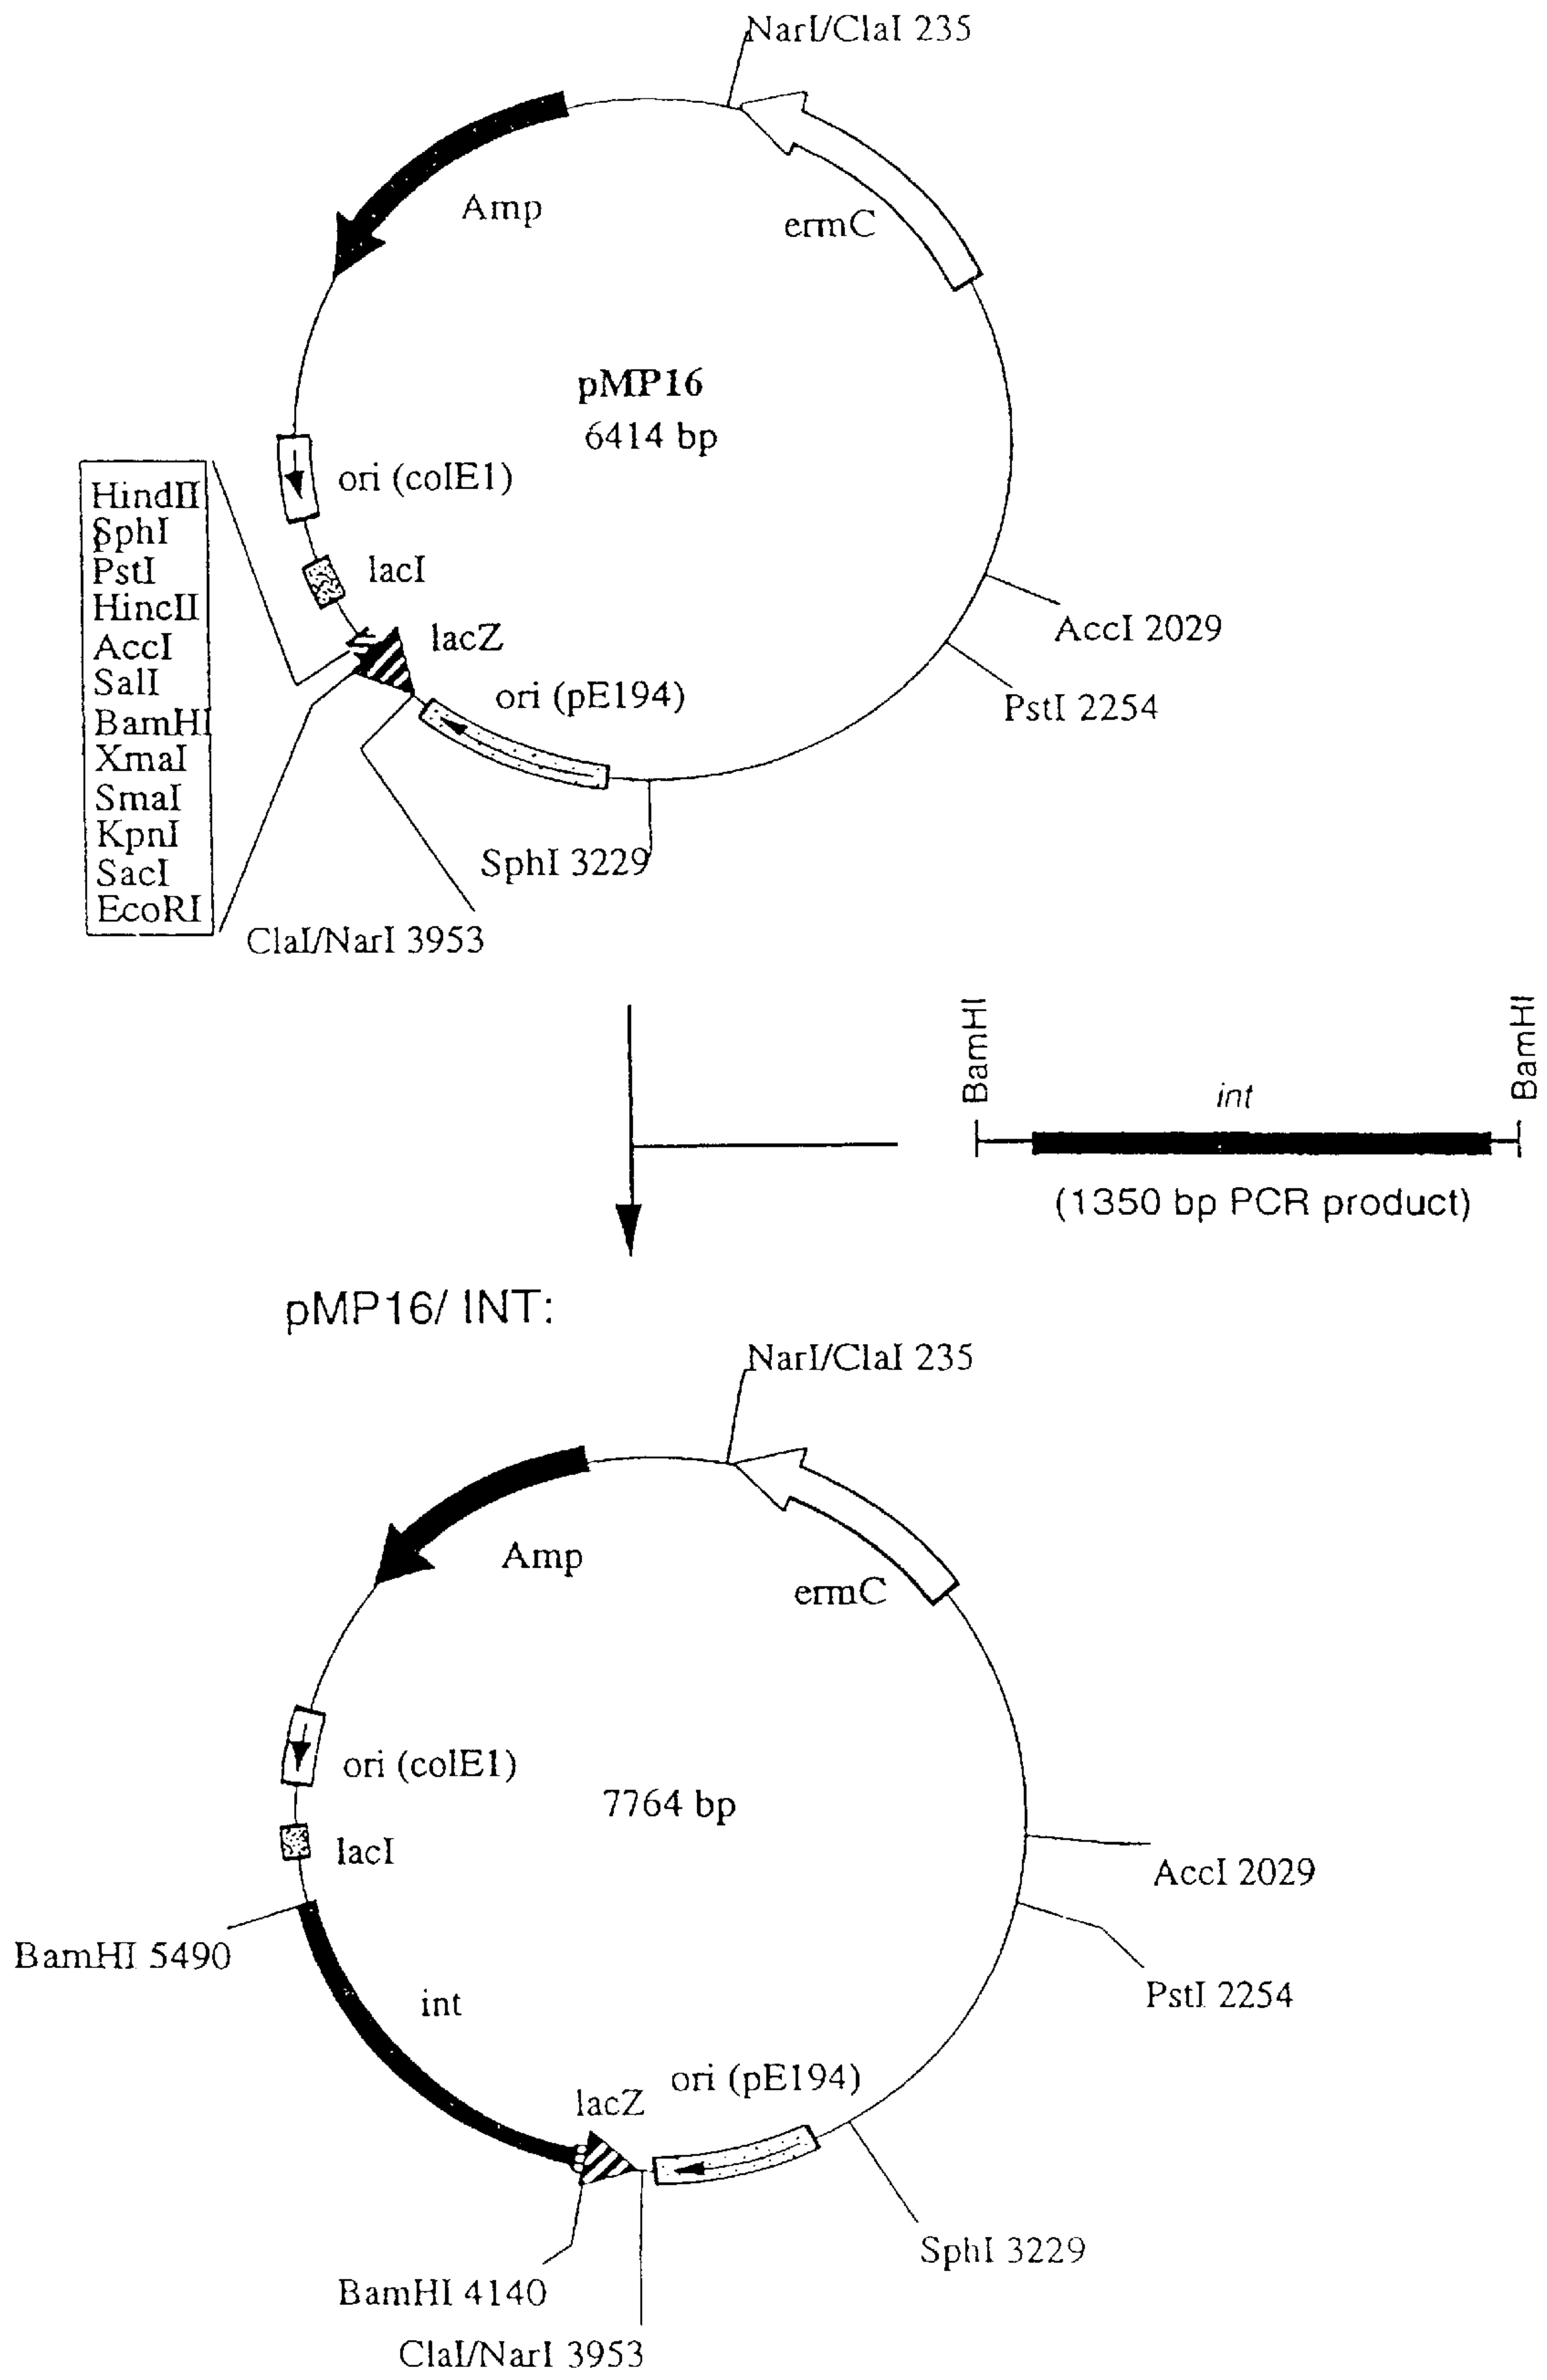 NarI/ClaI 235
Amp
ermC
pMP16
6414 bp
ori (colE1)
HindII
SphI
PstI
HincII
AccI
SalI
BamHI
XmaI
SmaI
KpnI
SacI
EcoRI
lacI
lacZ
ori (pE194)
AccI 2029
PstI 2254
SphI 3229
ClaI/NarI 3953
BamHI
BamHI
int
(1350 bp PCR product)
pMP16/ INT:
NarI/ClaI 235
Amp
ermC
ori (colE1)
7764 bp
lacI
AccI 2029
BamHI 5490
int
PstI 2254
ori (pE194)
lacZ
SphI 3229
BamHI 4140
ClaI/NarI 3953